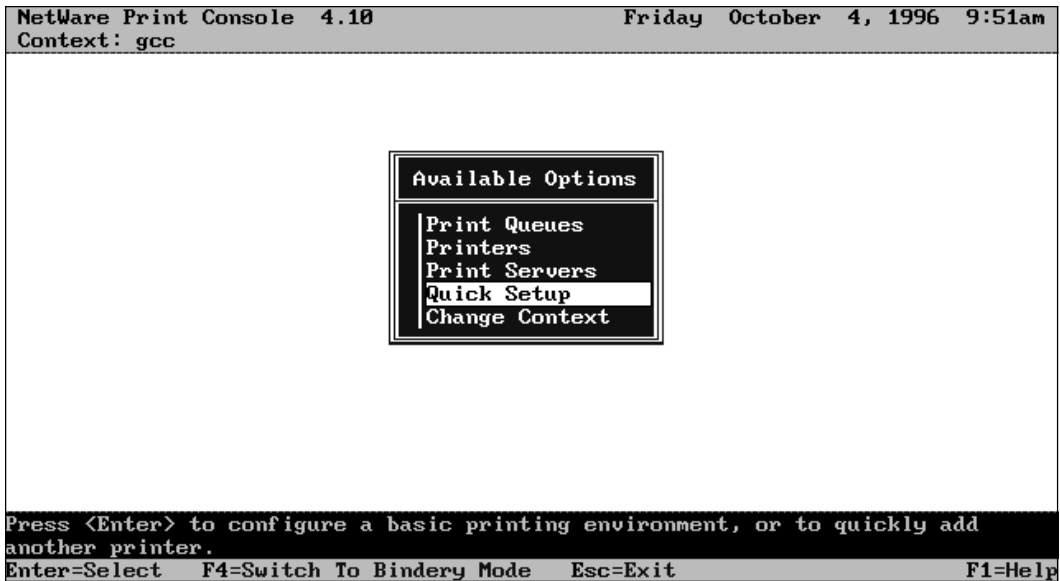 NetWare Print Console 4.10 Friday October 4, 1996 9:51am
Context: gcc
Available Options
Print Queues
Printers
Print Servers
Quick Setup
Change Context
Press <Enter> to configure a basic printing environment, or to quickly add
another printer.
Enter=Select F4=Switch To Bindery Mode Esc=Exit F1=Help